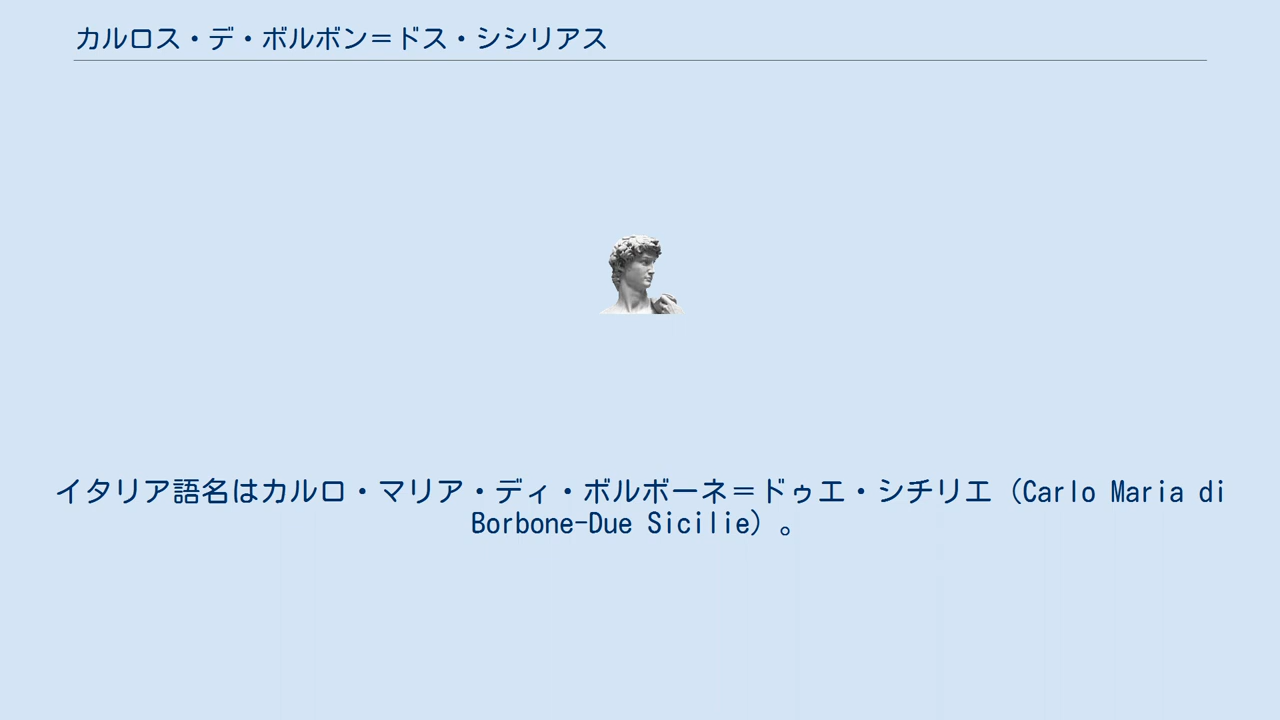 カルロス・デ・ボルボン＝ドス・シシリアス
イタリア語名はカルロ・マリア・ディ・ボルボーネ＝ドゥエ・シチリエ（Carlo Maria di
Borbone-Due Sicilie）。